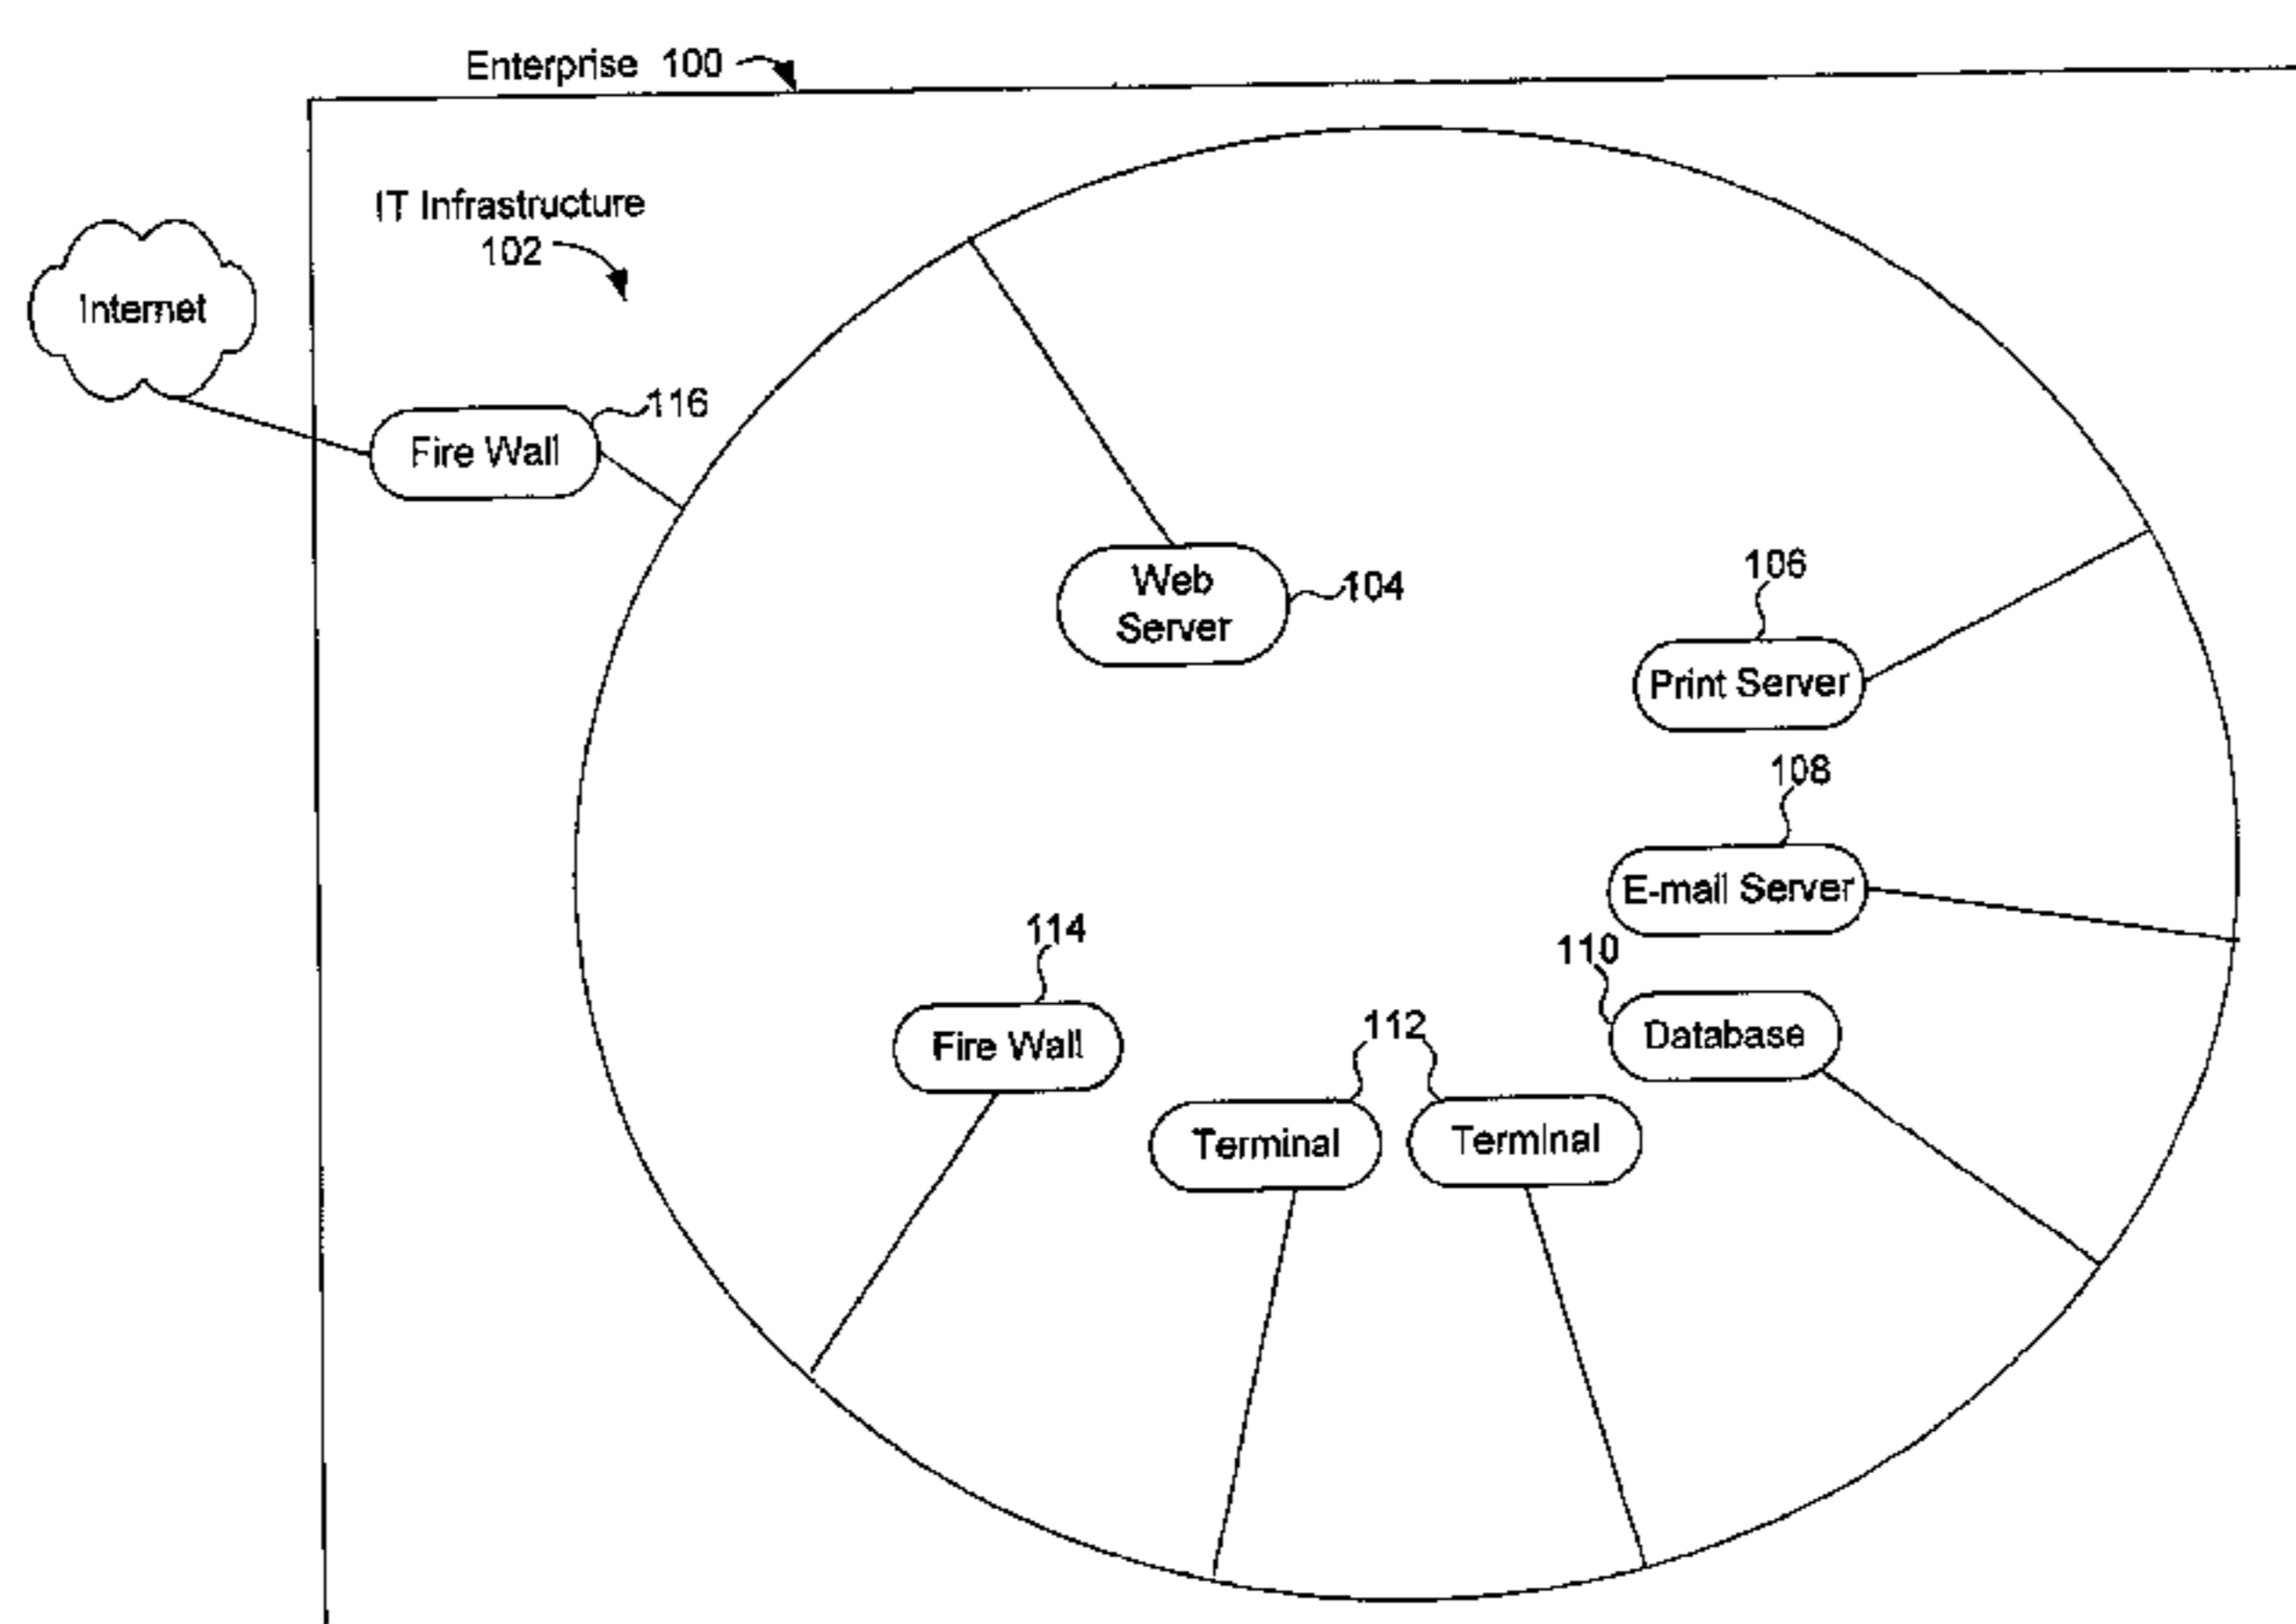 Enterprise 100
IT Infrastructure
102
Internet
116
Fire Wall
Web
Server
104
106
Print Server
108
E-mail Server
110
Database
114
Fire Wall
112
Terminal
Terminal